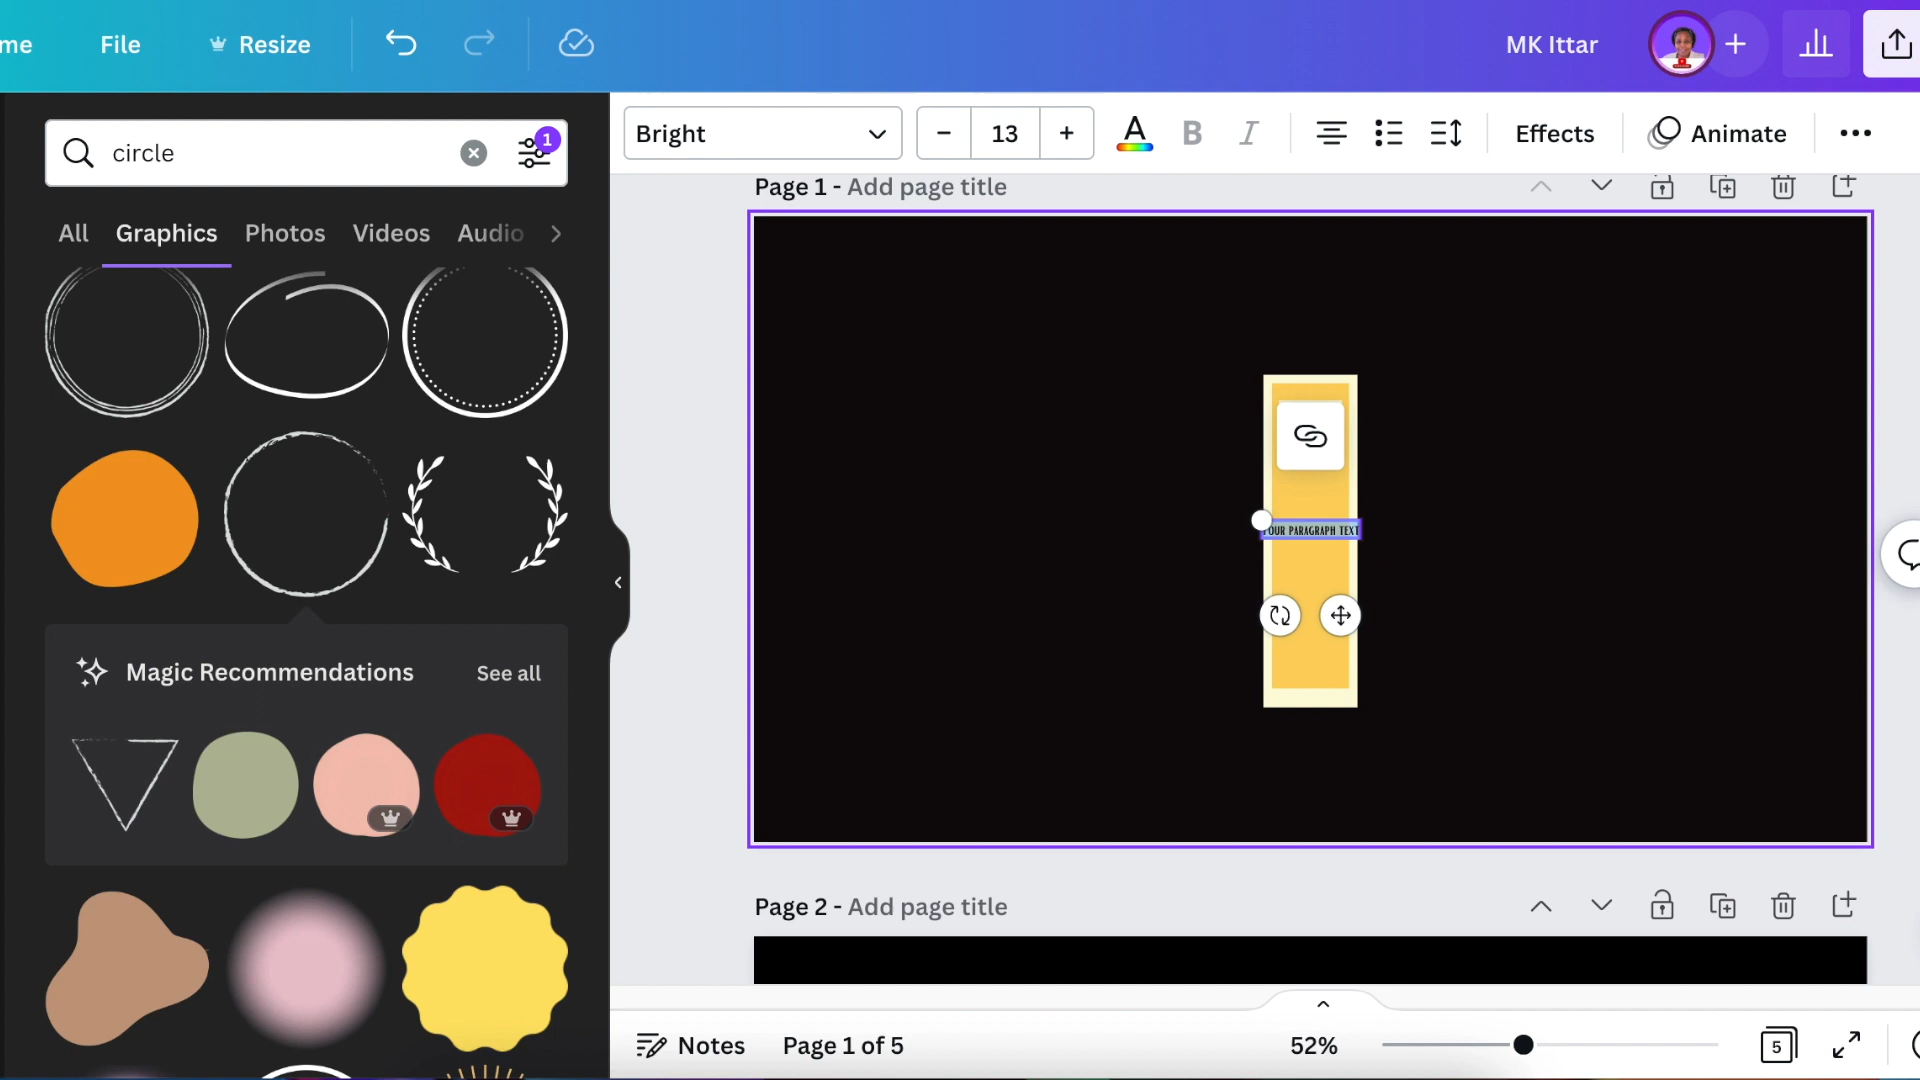 me File Resize MK Ittar
circle 1
Bright 13 A B I Effects Animate
All Graphics Photos Videos Audio
Page 1 - Add page title
OUR PARAGRAPH TEXT
Magic Recommendations See all
Page 2 - Add page title
Notes Page 1 of 5 52% 5